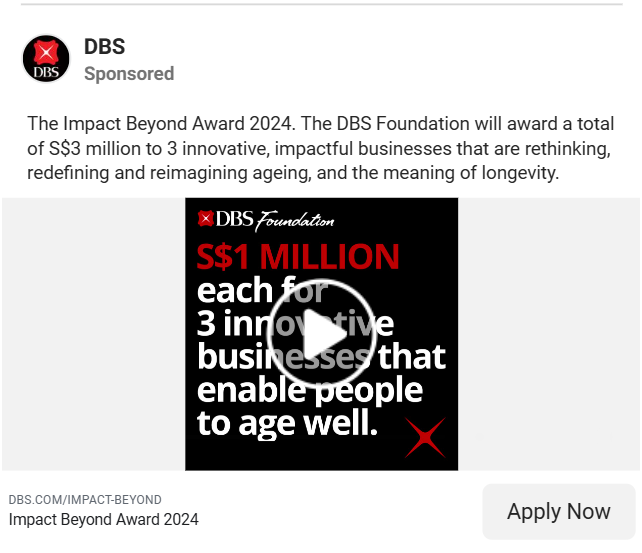 DBS
DBS
Sponsored
The Impact Beyond Award 2024. The DBS Foundation will award a total
of S$3 million to 3 innovative, impactful businesses that are rethinking,
redefining and reimagining ageing, and the meaning of longevity.
DBS Foundation
S$1 MILLION
each for
3 innovative
businesses that
enable people
to age well.
DBS.COM/IMPACT-BEYOND
Impact Beyond Award 2024
Apply Now